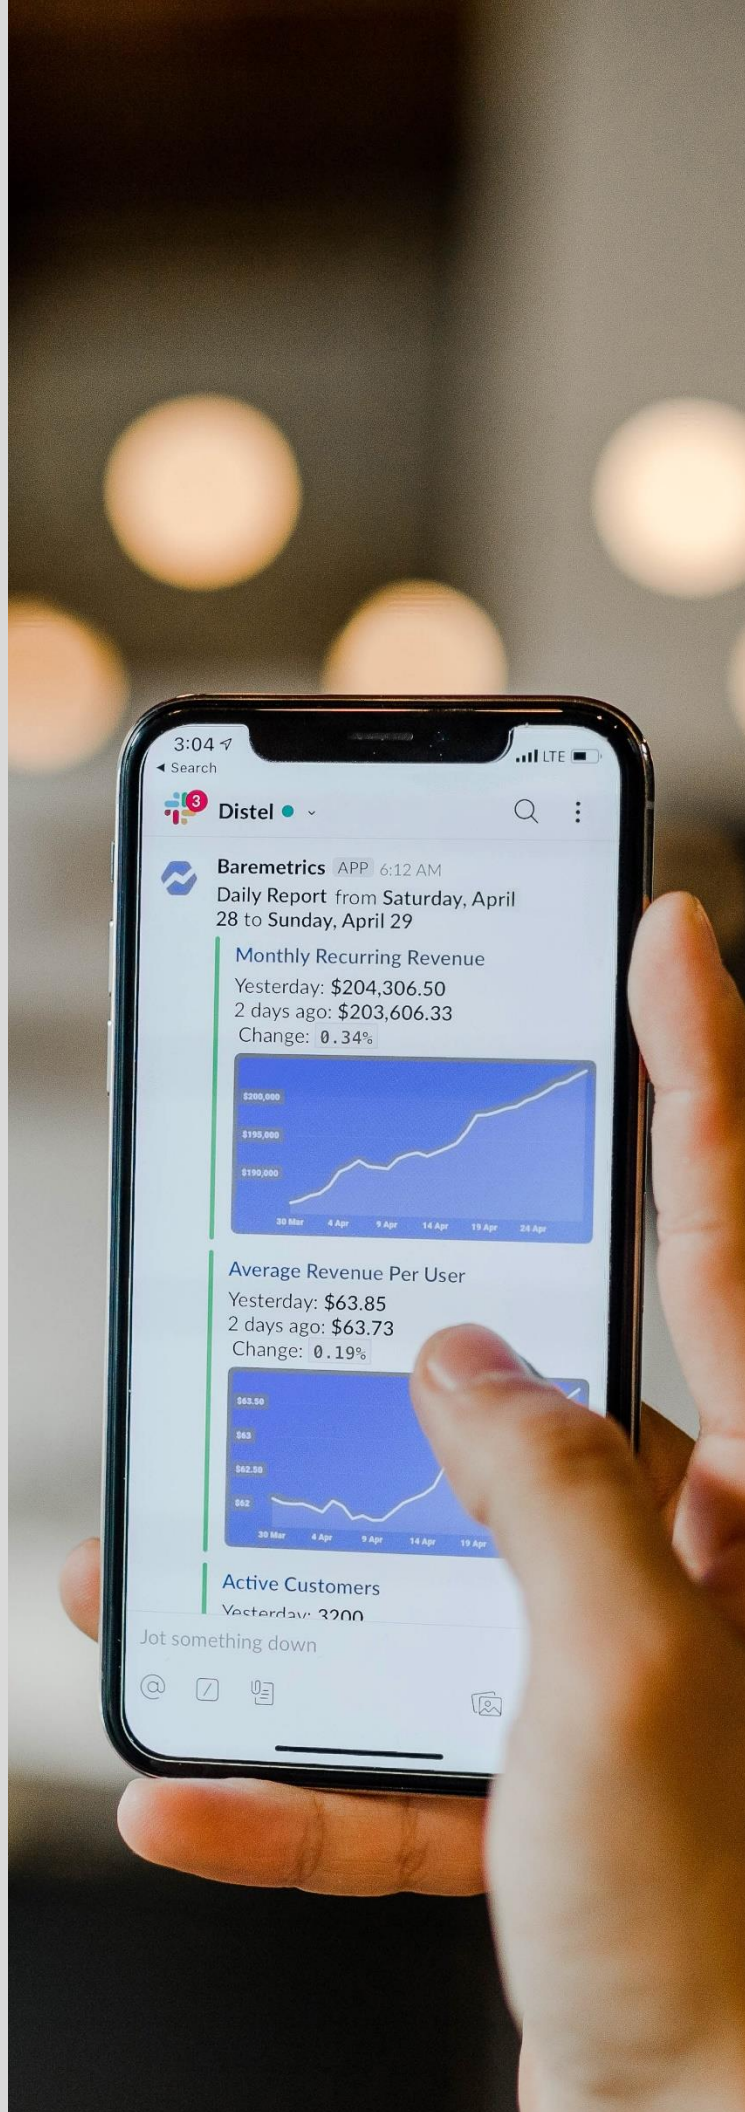 3:04
◀ Search
LTE
3
Distel
Baremetrics APP 6:12 AM
Daily Report from Saturday, April
28 to Sunday, April 29
Monthly Recurring Revenue
Yesterday: $204,306.50
2 days ago: $203,606.33
Change: 0.34%
$200,000
$195,000
$190,000
30 Mar 4 Apr 9 Apr 14 Apr 19 Apr 24 Apr
Average Revenue Per User
Yesterday: $63.85
2 days ago: $63.73
Change: 0.19%
$63.50
$63
$62.50
$62
30 Mar 4 Apr 9 Apr 14 Apr 19 Apr
Active Customers
Yesterday: 3200
Jot something down